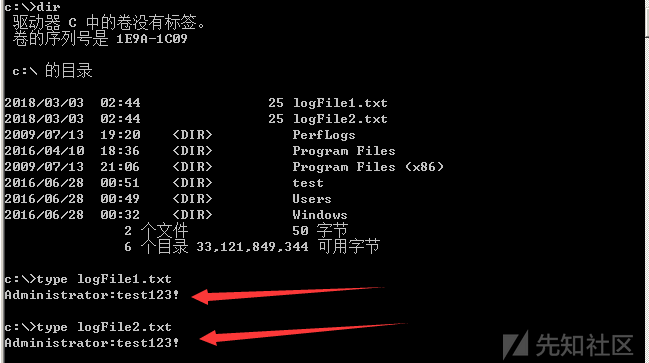 c:\>dir
驱动器 C 中的卷没有标签。
卷的序列号是 1E9A-1C09
c:\ 的目录
2018/03/03  02:44                25 logFile1.txt
2018/03/03  02:44                25 logFile2.txt
2009/07/13  19:20    <DIR>          PerfLogs
2016/04/10  18:36    <DIR>          Program Files
2009/07/13  21:06    <DIR>          Program Files (x86)
2016/06/28  00:51    <DIR>          test
2016/06/28  00:49    <DIR>          Users
2016/06/28  00:32    <DIR>          Windows
2 个文件             50 字节
6 个目录 33,121,849,344 可用字节
c:\>type logFile1.txt
Administrator:test123!
c:\>type logFile2.txt
Administrator:test123!
先知社区